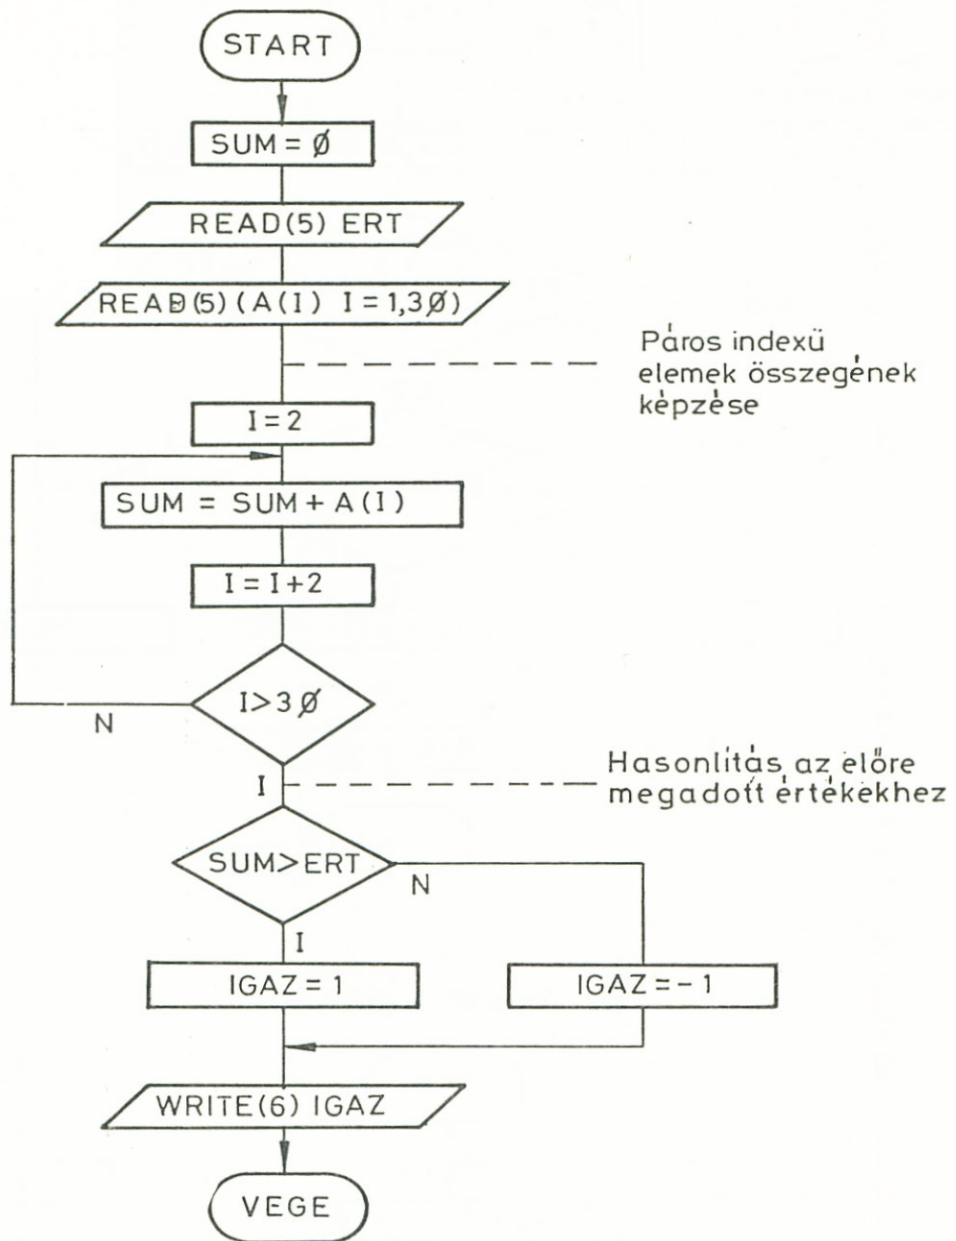 START
SUM = Ø
READ(5) ERT
READ(5) (A(I) I = 1,3Ø)
Páros indexü
elemek összegének
képzése
I = 2
SUM = SUM + A(I)
I = I+2
I>3Ø
N
I
Hasonlítás az előre
megadott értékekhez
SUM>ERT
N
I
IGAZ = 1
IGAZ = - 1
WRITE(6) IGAZ
VEGE